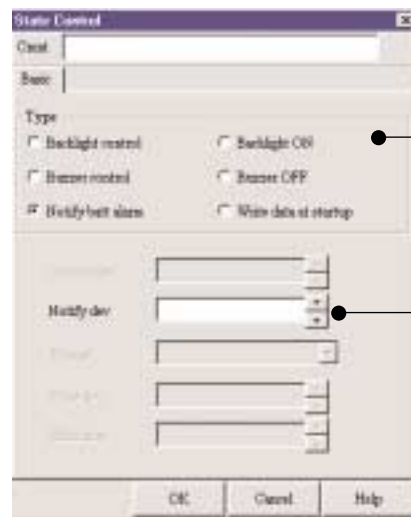 State Control
Cmnt
Basic
Type
Backlight control Backlight ON
Buzzer control Buzzer OFF
Notify batt alarm Write data at startup
Notify dev
OK Cancel Help